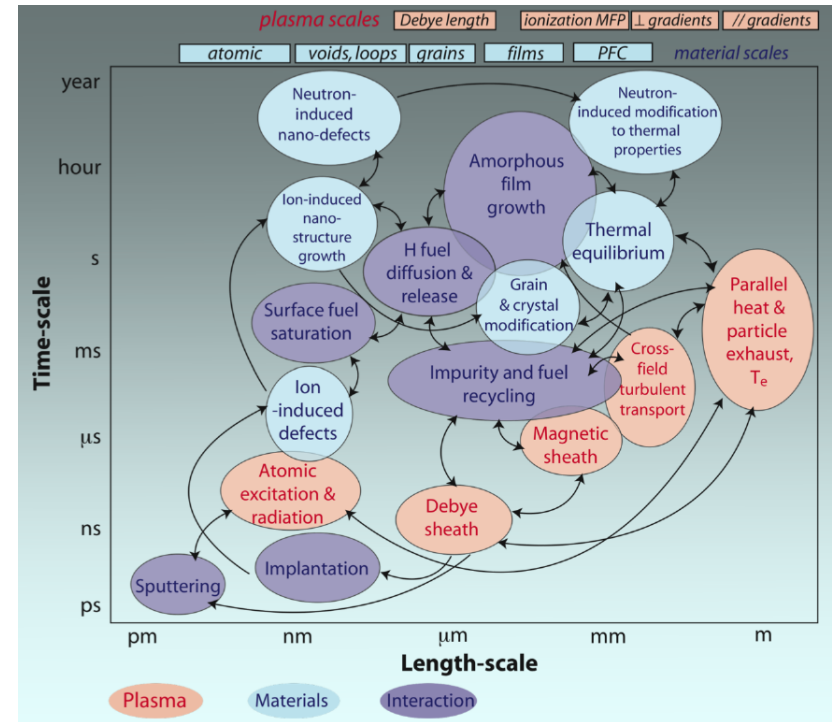 plasma scales
Debye length
ionization MFP
⊥ gradients
// gradients
atomic
voids, loops
grains
films
PFC
material scales
year
hour
s
ms
μs
ns
ps
Time-scale
Neutron-
induced
nano-defects
Neutron-
induced modification
to thermal
properties
Amorphous
film
growth
Ion-induced
nano-
structure
growth
Thermal
equilibrium
H fuel
diffusion &
release
Grain
& crystal
modification
Parallel
heat &
particle
exhaust,
Te
Surface fuel
saturation
Cross-
field
turbulent
transport
Impurity and fuel
recycling
Ion
-induced
defects
Magnetic
sheath
Atomic
excitation &
radiation
Debye
sheath
Implantation
Sputtering
pm
nm
μm
mm
m
Length-scale
Plasma
Materials
Interaction